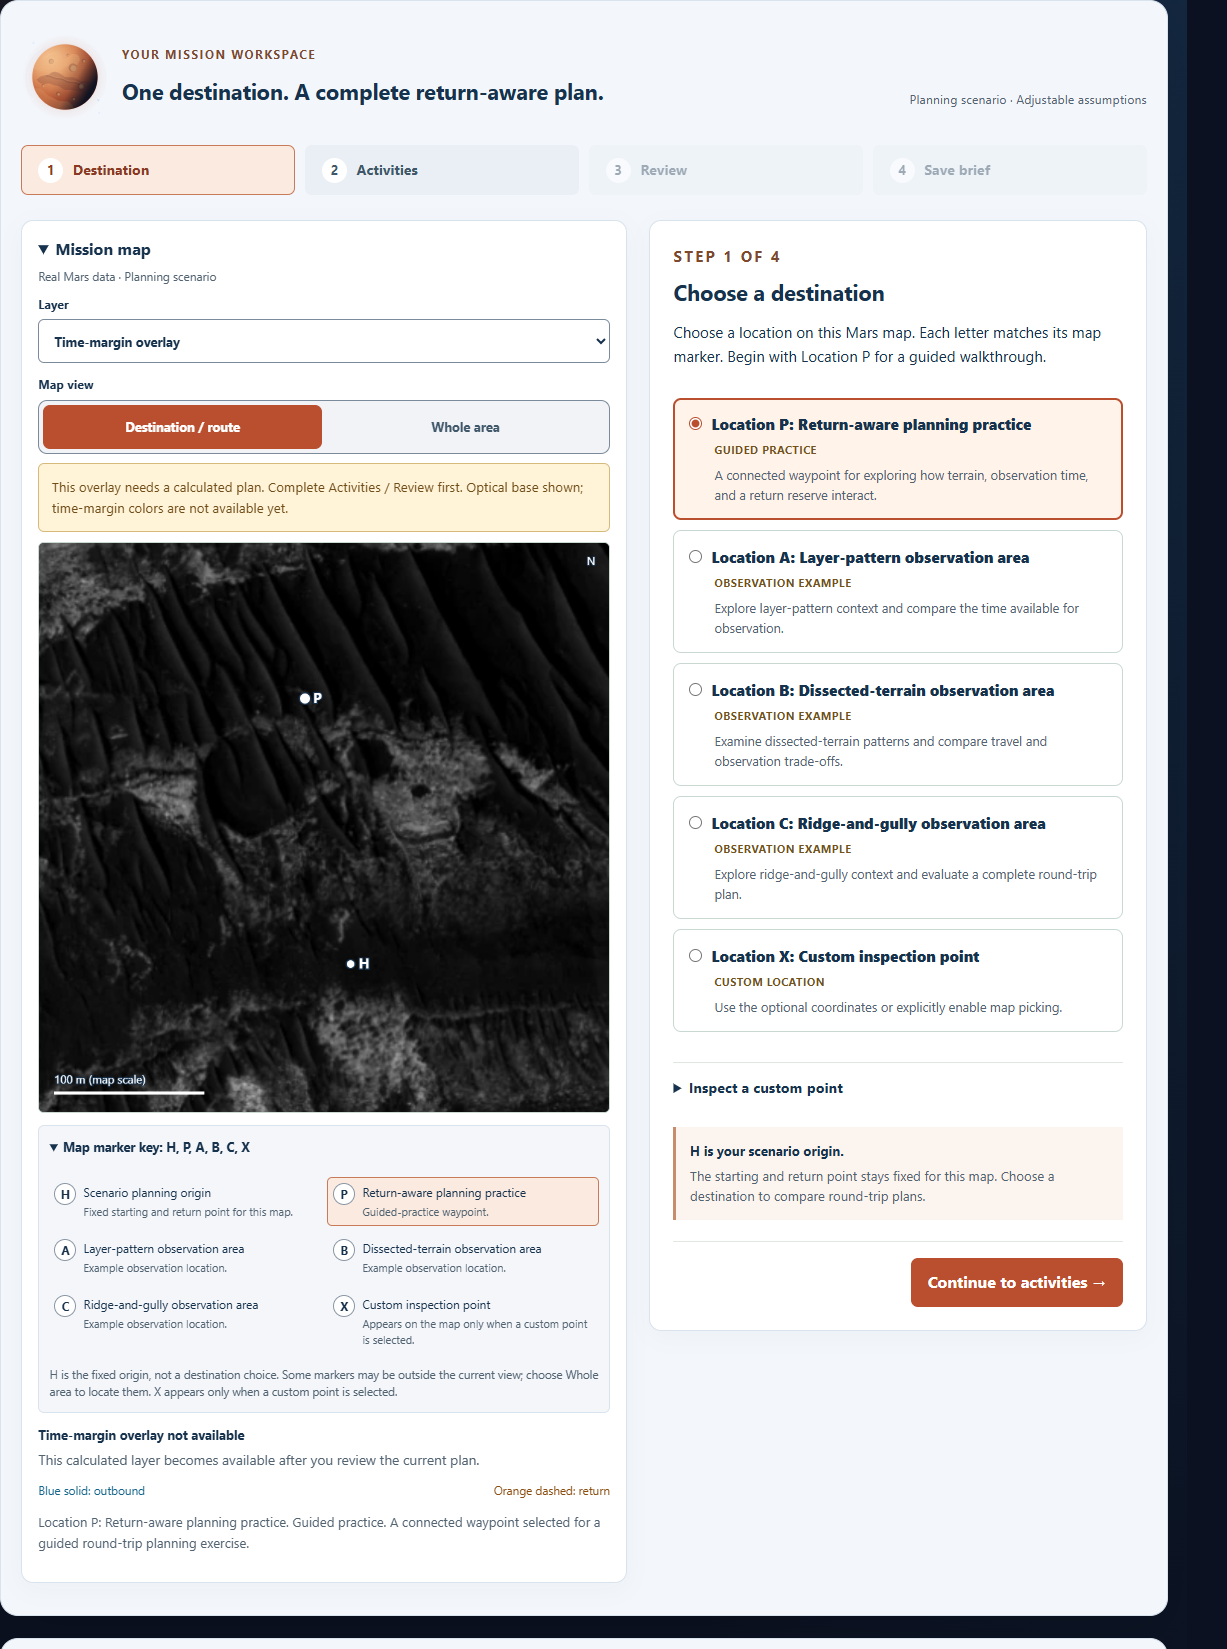 YOUR MISSION WORKSPACE
One destination. A complete return-aware plan.
Planning scenario · Adjustable assumptions
1 Destination
2 Activities
3 Review
4 Save brief
▼ Mission map
Real Mars data · Planning scenario
Layer
Time-margin overlay
Map view
Destination / route
Whole area
This overlay needs a calculated plan. Complete Activities / Review first. Optical base shown;
time-margin colors are not available yet.
N
P
H
100 m (map scale)
▼ Map marker key: H, P, A, B, C, X
H Scenario planning origin
Fixed starting and return point for this map.
P Return-aware planning practice
Guided-practice waypoint.
A Layer-pattern observation area
Example observation location.
B Dissected-terrain observation area
Example observation location.
C Ridge-and-gully observation area
Example observation location.
X Custom inspection point
Appears on the map only when a custom point
is selected.
H is the fixed origin, not a destination choice. Some markers may be outside the current view; choose Whole
area to locate them. X appears only when a custom point is selected.
Time-margin overlay not available
This calculated layer becomes available after you review the current plan.
Blue solid: outbound
Orange dashed: return
Location P: Return-aware planning practice. Guided practice. A connected waypoint selected for a
guided round-trip planning exercise.
STEP 1 OF 4
Choose a destination
Choose a location on this Mars map. Each letter matches its map
marker. Begin with Location P for a guided walkthrough.
Location P: Return-aware planning practice
GUIDED PRACTICE
A connected waypoint for exploring how terrain, observation time,
and a return reserve interact.
Location A: Layer-pattern observation area
OBSERVATION EXAMPLE
Explore layer-pattern context and compare the time available for
observation.
Location B: Dissected-terrain observation area
OBSERVATION EXAMPLE
Examine dissected-terrain patterns and compare travel and
observation trade-offs.
Location C: Ridge-and-gully observation area
OBSERVATION EXAMPLE
Explore ridge-and-gully context and evaluate a complete round-trip
plan.
Location X: Custom inspection point
CUSTOM LOCATION
Use the optional coordinates or explicitly enable map picking.
▶ Inspect a custom point
H is your scenario origin.
The starting and return point stays fixed for this map. Choose a
destination to compare round-trip plans.
Continue to activities →